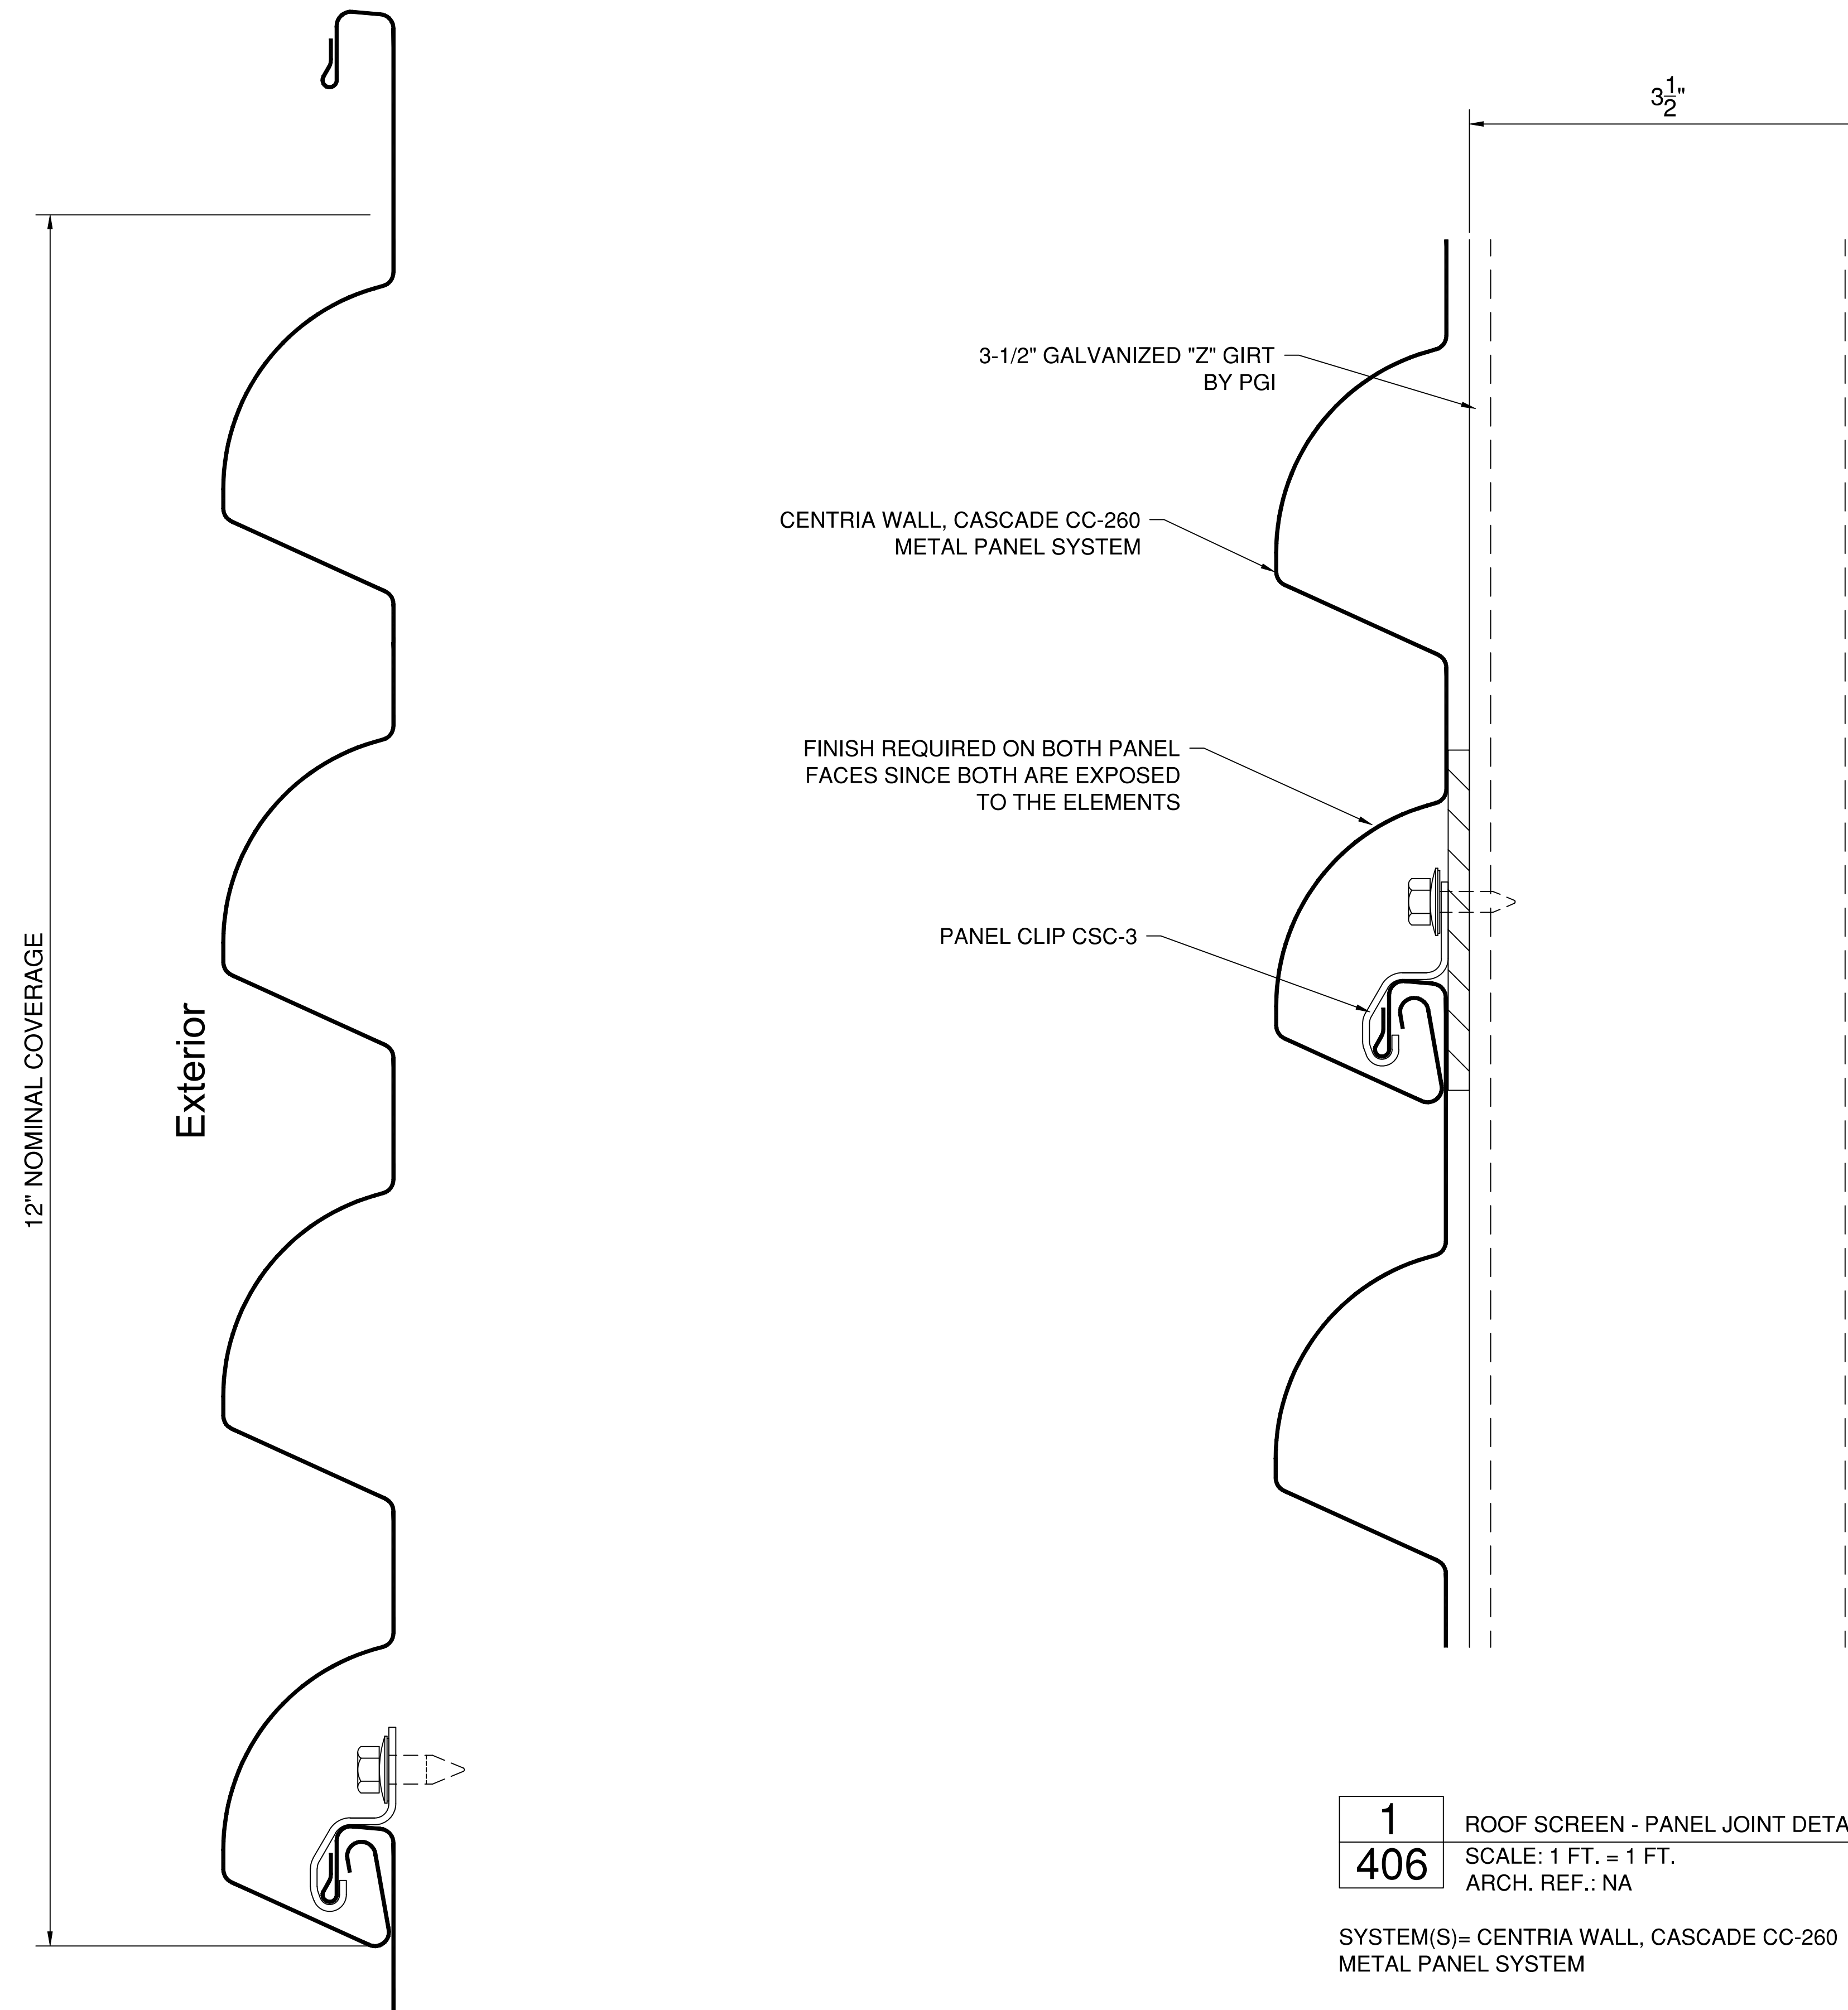 3 1/2"
3-1/2" GALVANIZED "Z" GIRT
BY PGI
CENTRIA WALL, CASCADE CC-260
METAL PANEL SYSTEM
FINISH REQUIRED ON BOTH PANEL
FACES SINCE BOTH ARE EXPOSED
TO THE ELEMENTS
PANEL CLIP CSC-3
12" NOMINAL COVERAGE
Exterior
1
ROOF SCREEN - PANEL JOINT DETA
406
SCALE: 1 FT. = 1 FT.
ARCH. REF.: NA
SYSTEM(S)= CENTRIA WALL, CASCADE CC-260
METAL PANEL SYSTEM